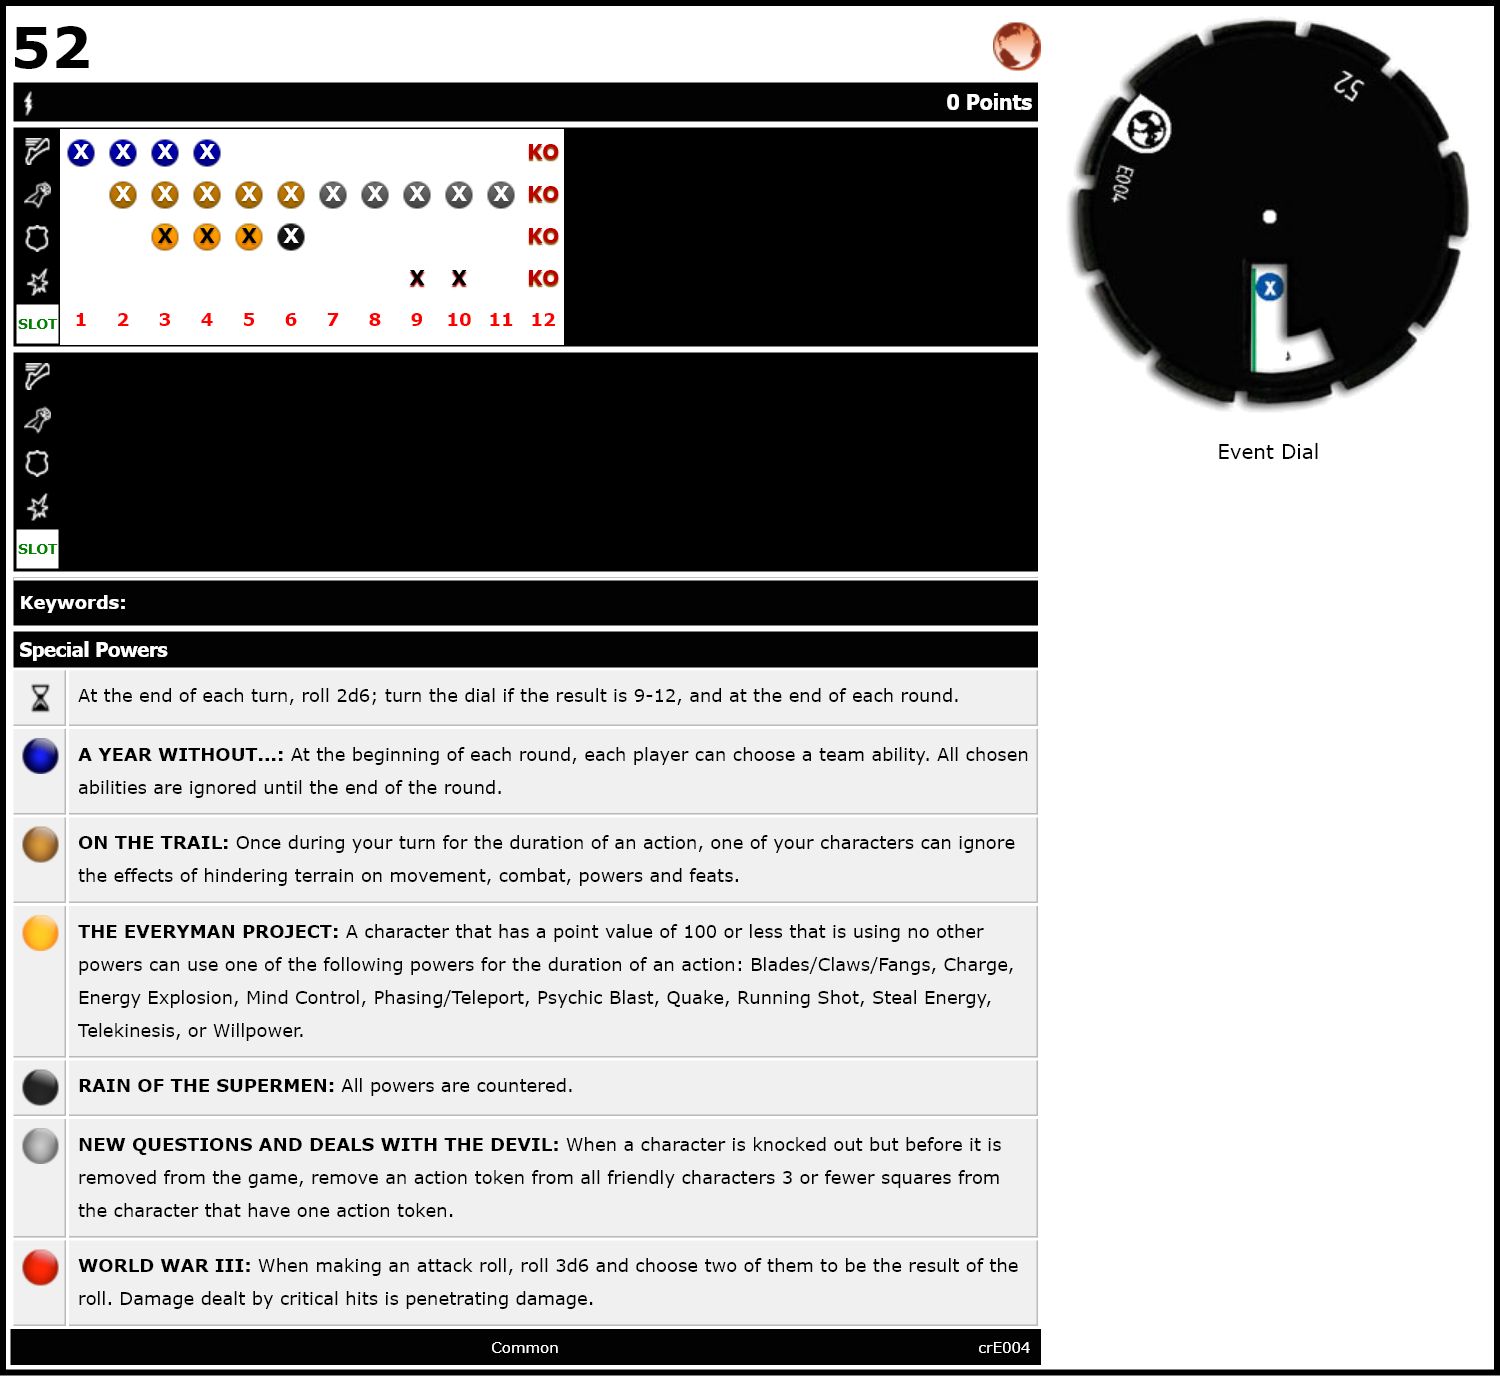 52
0 Points
X X X X KO
X X X X X X X X X X KO
X X X X KO
X X KO
SLOT 1 2 3 4 5 6 7 8 9 10 11 12
SLOT
Keywords:
Special Powers
At the end of each turn, roll 2d6; turn the dial if the result is 9-12, and at the end of each round.
A YEAR WITHOUT...: At the beginning of each round, each player can choose a team ability. All chosen
abilities are ignored until the end of the round.
ON THE TRAIL: Once during your turn for the duration of an action, one of your characters can ignore
the effects of hindering terrain on movement, combat, powers and feats.
THE EVERYMAN PROJECT: A character that has a point value of 100 or less that is using no other
powers can use one of the following powers for the duration of an action: Blades/Claws/Fangs, Charge,
Energy Explosion, Mind Control, Phasing/Teleport, Psychic Blast, Quake, Running Shot, Steal Energy,
Telekinesis, or Willpower.
RAIN OF THE SUPERMEN: All powers are countered.
NEW QUESTIONS AND DEALS WITH THE DEVIL: When a character is knocked out but before it is
removed from the game, remove an action token from all friendly characters 3 or fewer squares from
the character that have one action token.
WORLD WAR III: When making an attack roll, roll 3d6 and choose two of them to be the result of the
roll. Damage dealt by critical hits is penetrating damage.
Common
crE004
52
E004
X
Event Dial